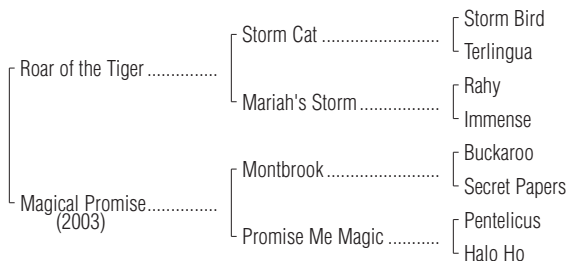 Storm Bird
Storm Cat ........................
Terlingua
Roar of the Tiger ..............
Rahy
Mariah's Storm ................
Immense
Buckaroo
Montbrook .......................
Secret Papers
Magical Promise..............
(2003)
Pentelicus
Promise Me Magic ..........
Halo Ho